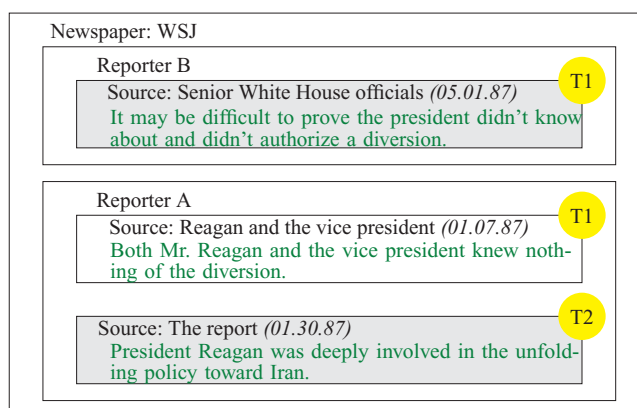 Newspaper: WSJ
Reporter B
T1
Source: Senior White House officials (05.01.87)
It may be difficult to prove the president didn't know
about and didn't authorize a diversion.
Reporter A
T1
Source: Reagan and the vice president (01.07.87)
Both Mr. Reagan and the vice president knew noth-
ing of the diversion.
T2
Source: The report (01.30.87)
President Reagan was deeply involved in the unfold-
ing policy toward Iran.